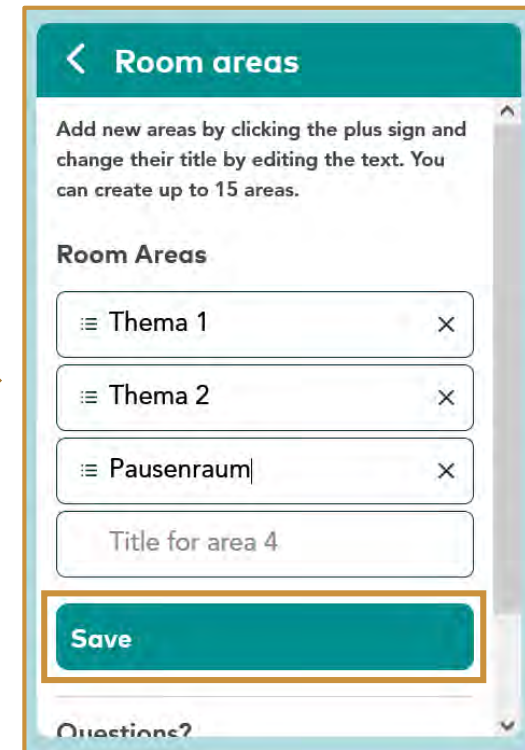 Room areas
Add new areas by clicking the plus sign and
change their title by editing the text. You
can create up to 15 areas.
Room Areas
Thema 1
Thema 2
Pausenraum
Title for area 4
Save
Questions?